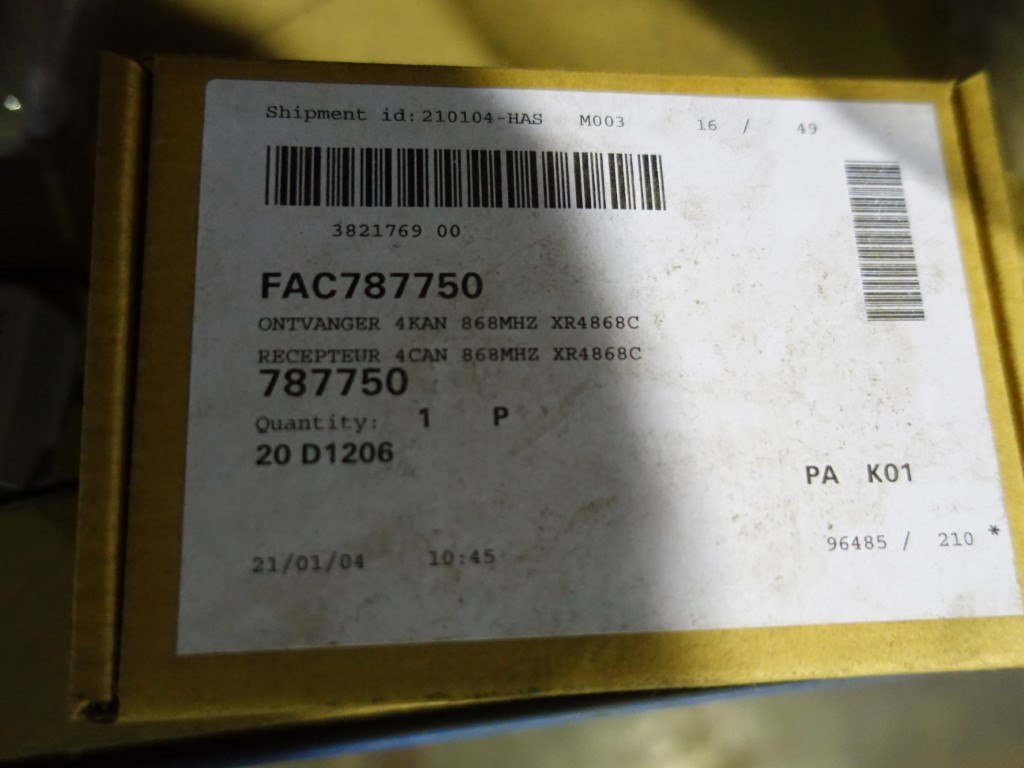 Shipment id: 210104-HAS M003 16 / 49
3821769 00
FAC787750
ONTVANGER 4KAN 868MHZ XR4868C
RECEPTEUR 4CAN 868MHZ XR4868C
787750
Quantity: 1 P
20 D1206
PA K01
96485 / 210 *
21/01/04 10:45